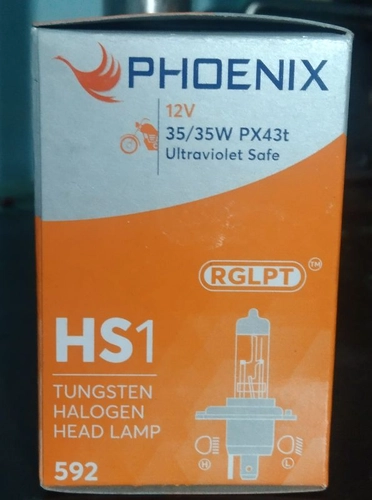 PHOENIX
12V
35/35W PX43t
Ultraviolet Safe
RGLPT TM
HS1
TUNGSTEN
HALOGEN
HEAD LAMP
H L
592